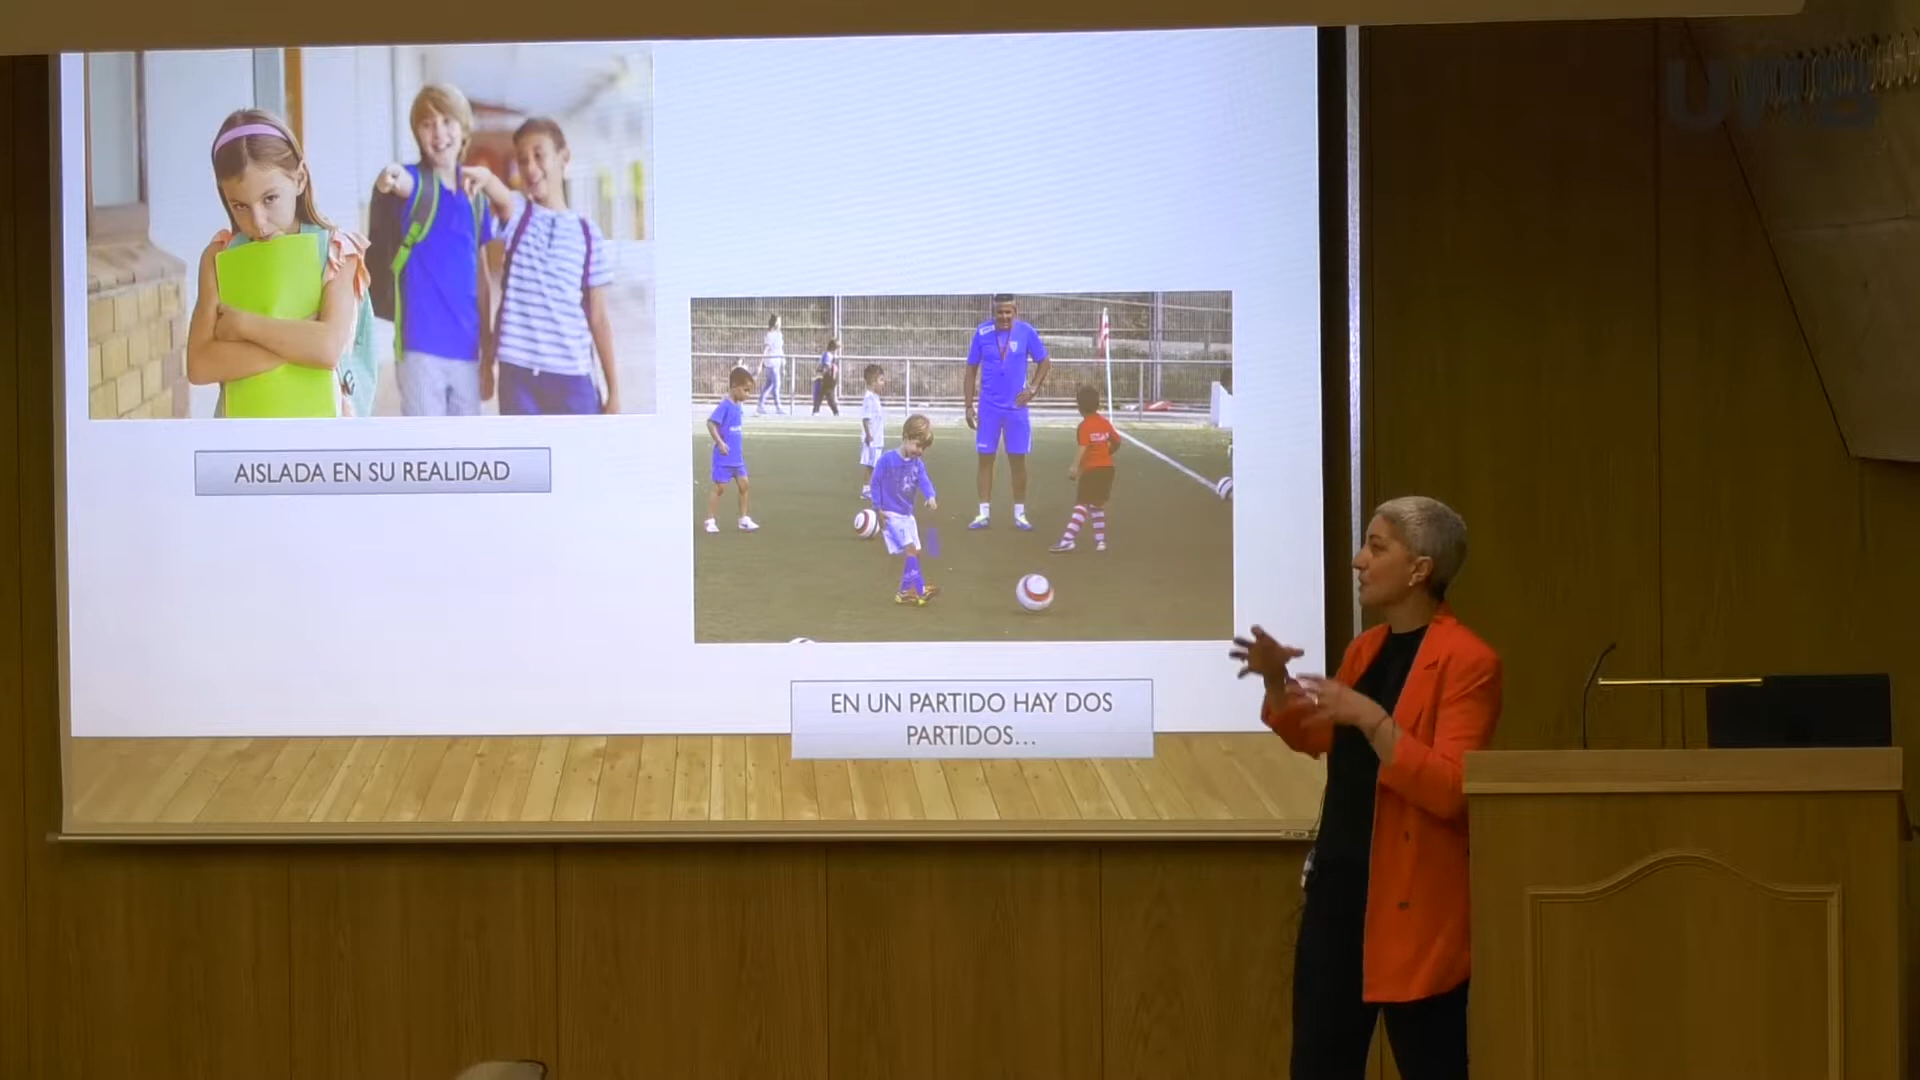 AISLADA EN SU REALIDAD
EN UN PARTIDO HAY DOS
PARTIDOS...